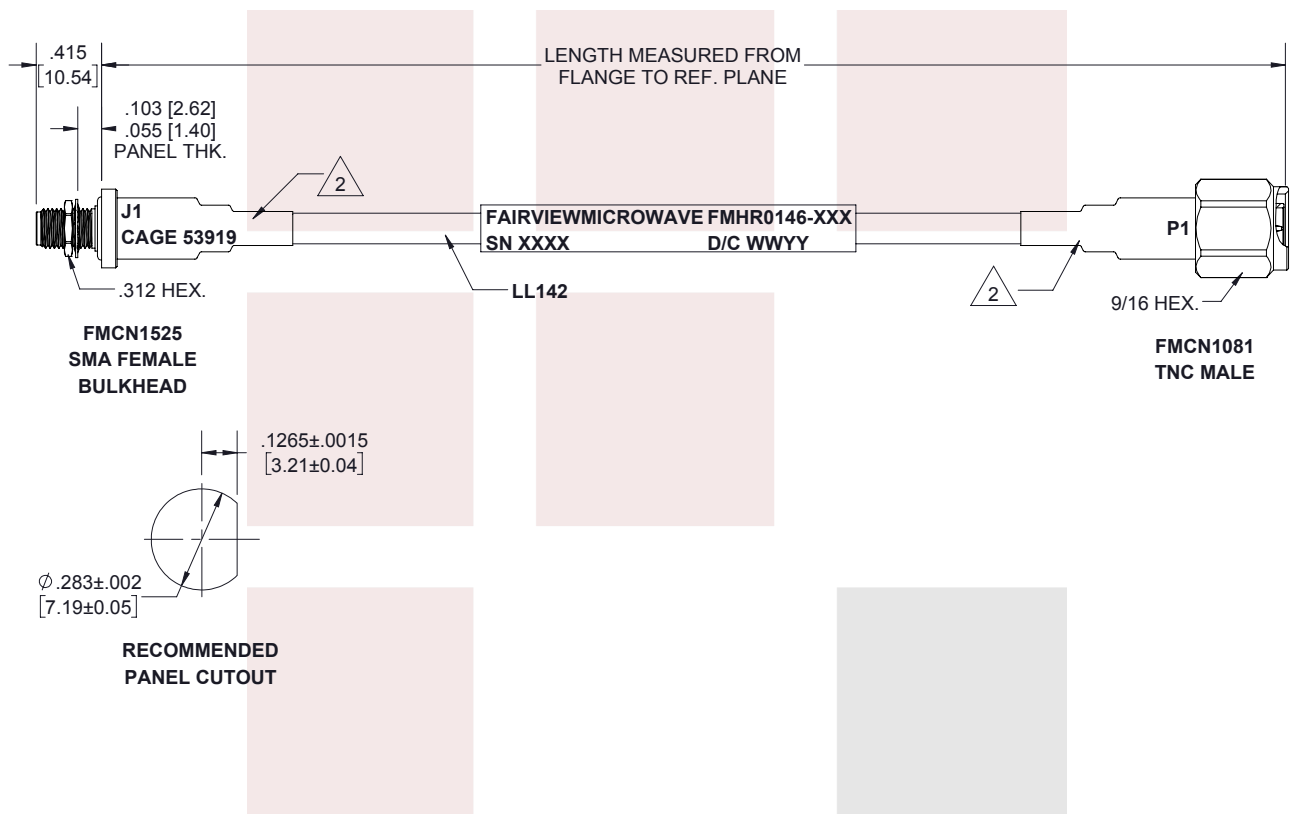 .415
[10.54]
LENGTH MEASURED FROM
FLANGE TO REF. PLANE
.103 [2.62]
.055 [1.40]
PANEL THK.
2
J1
CAGE 53919
FAIRVIEWMICROWAVE FMHR0146-XXX
SN XXXX D/C WWYY
P1
.312 HEX.
LL142
2
9/16 HEX.
FMCN1525
SMA FEMALE
BULKHEAD
FMCN1081
TNC MALE
.1265±.0015
[3.21±0.04]
∅.283±.002
[7.19±0.05]
RECOMMENDED
PANEL CUTOUT